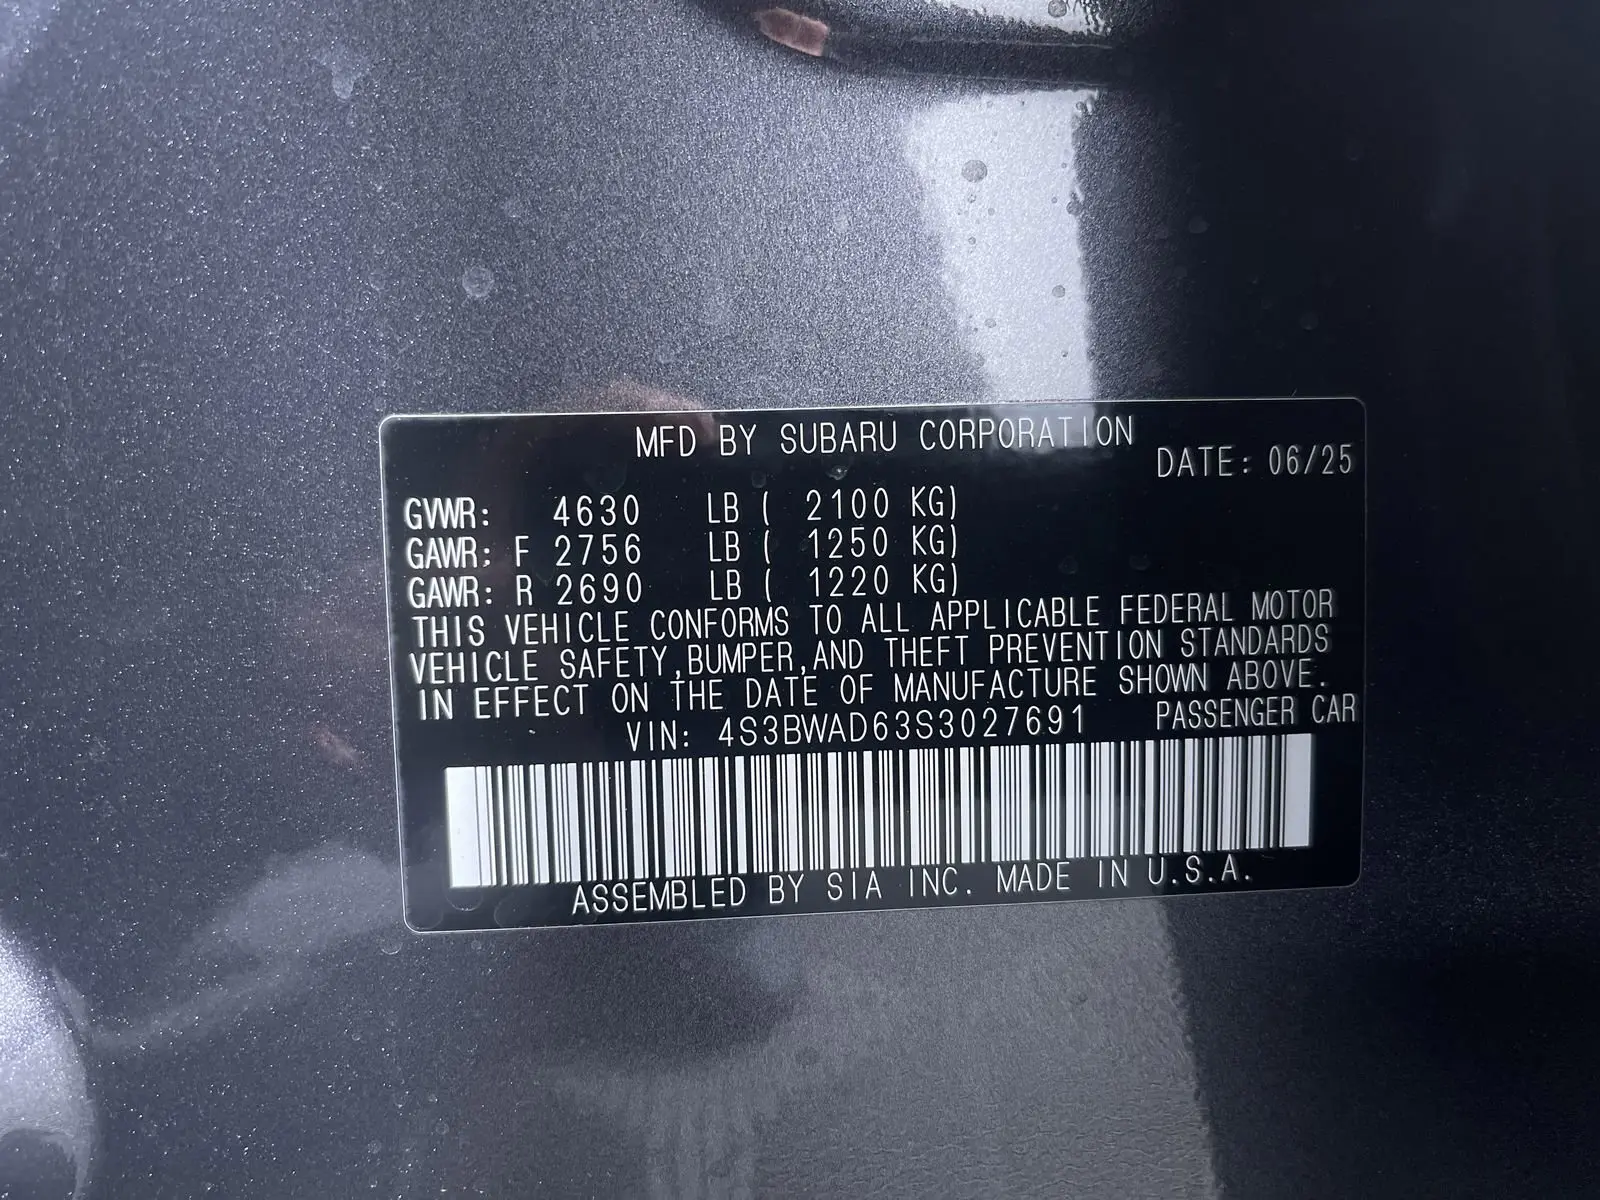 MFD BY SUBARU CORPORATION
DATE: 06/25
GVWR: 4630 LB ( 2100 KG)
GAWR: F 2756 LB ( 1250 KG)
GAWR: R 2690 LB ( 1220 KG)
THIS VEHICLE CONFORMS TO ALL APPLICABLE FEDERAL MOTOR
VEHICLE SAFETY,BUMPER,AND THEFT PREVENTION STANDARDS
IN EFFECT ON THE DATE OF MANUFACTURE SHOWN ABOVE.
VIN: 4S3BWAD63S3027691 PASSENGER CAR
ASSEMBLED BY SIA INC. MADE IN U.S.A.